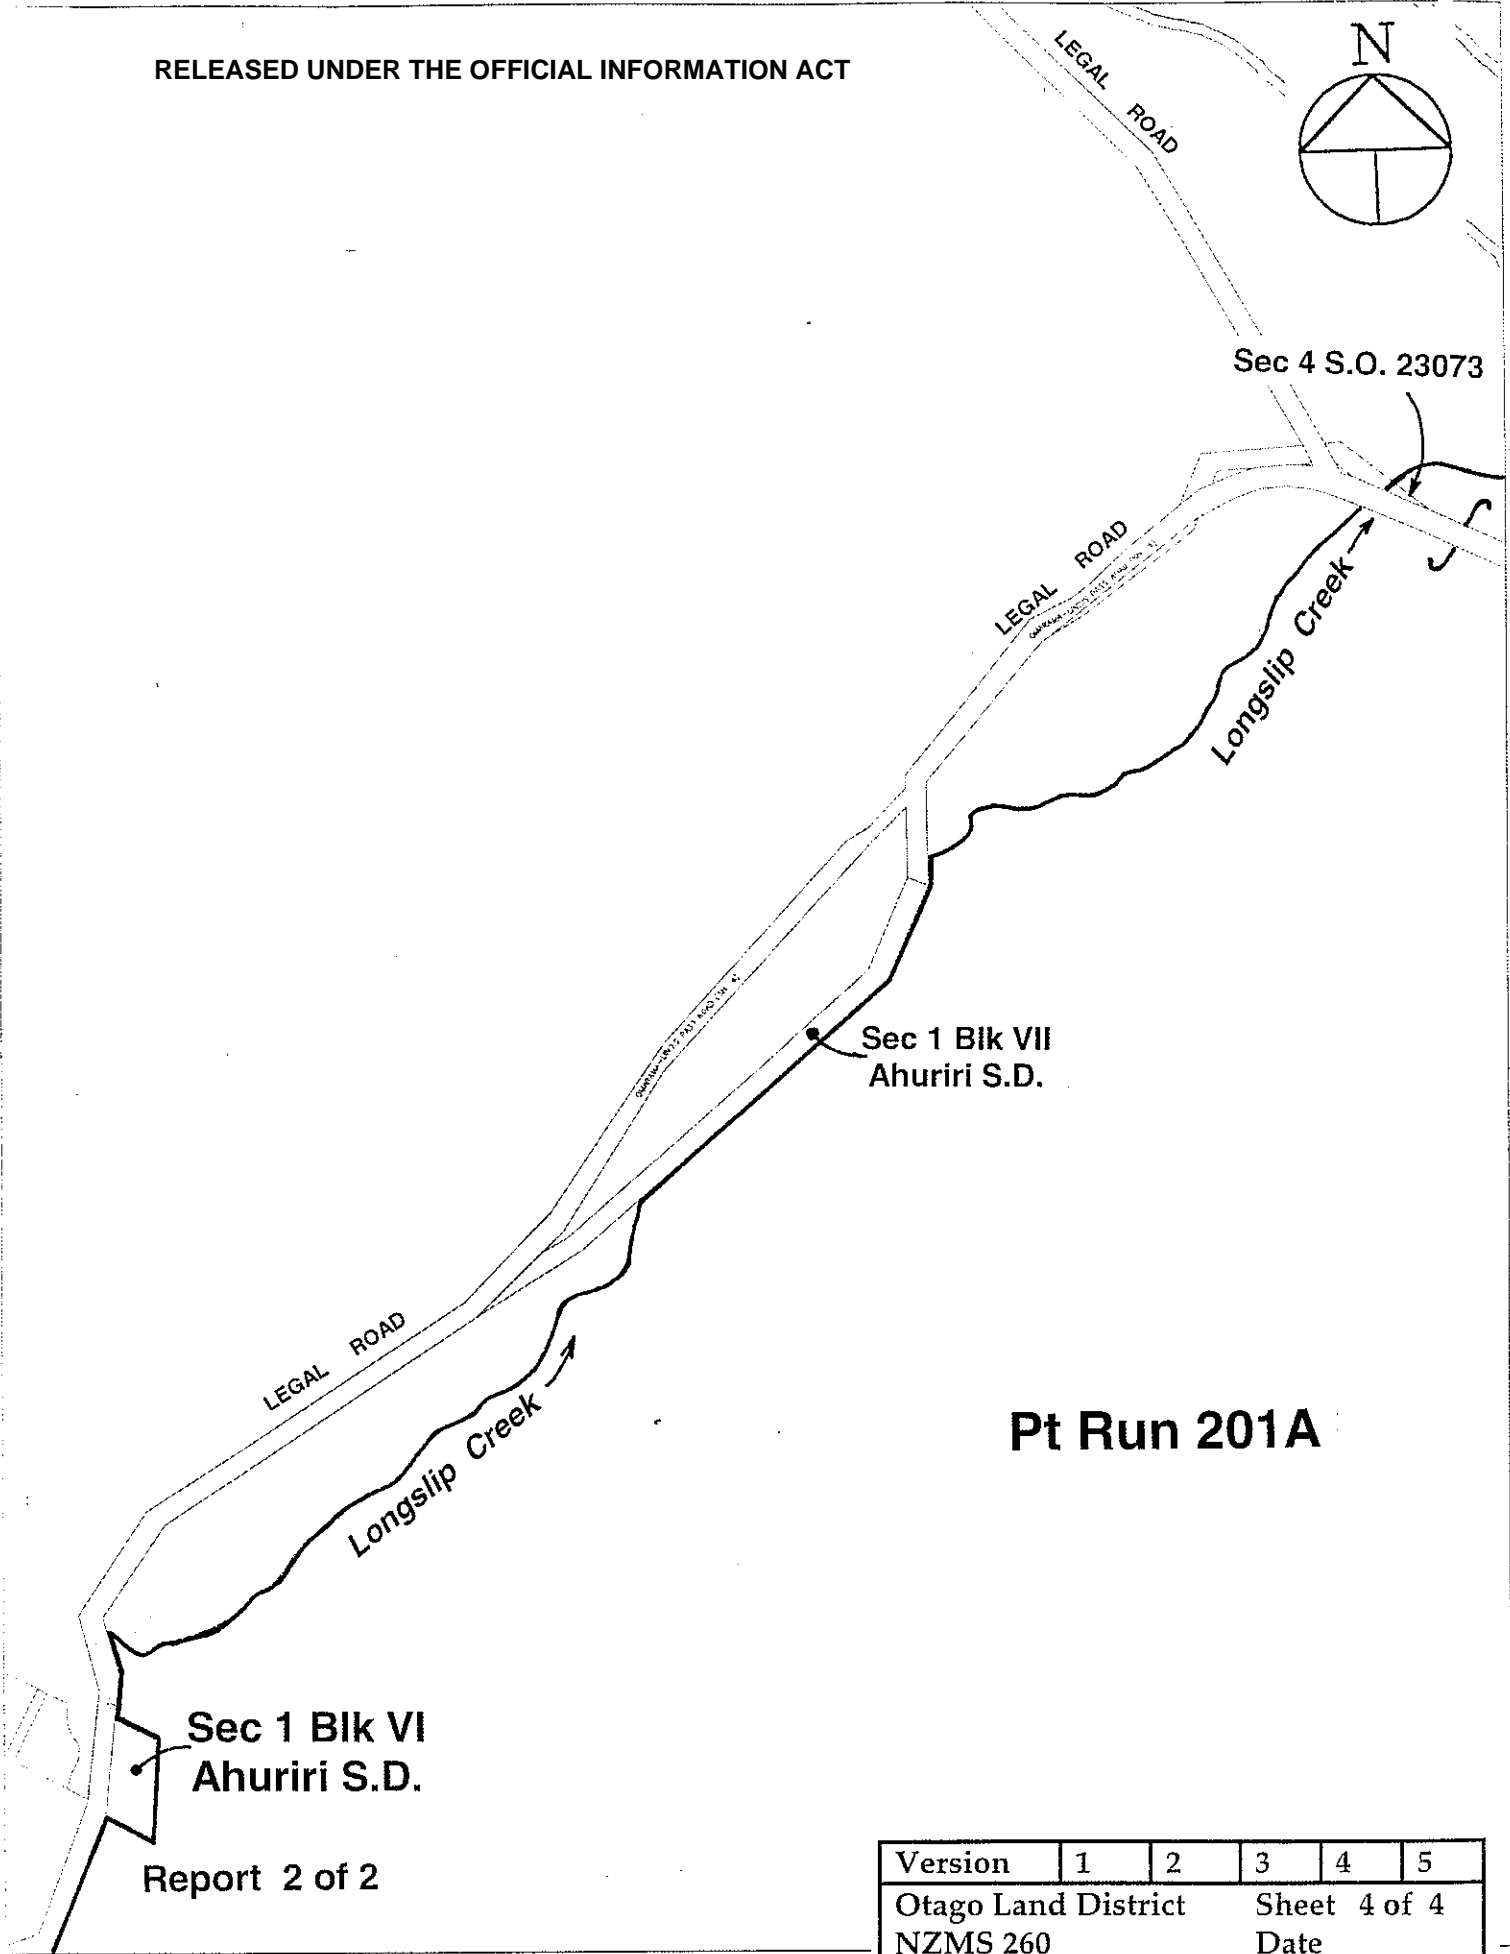 RELEASED UNDER THE OFFICIAL INFORMATION ACT
N
LEGAL ROAD
Sec 4 S.O. 23073
LEGAL ROAD
Longslip Creek
Sec 1 Blk VII
Ahuriri S.D.
LEGAL ROAD
Longslip Creek
Pt Run 201A
Sec 1 Blk VI
Ahuriri S.D.
Report 2 of 2
Version 1 2 3 4 5
Otago Land District Sheet 4 of 4
NZMS 260 Date